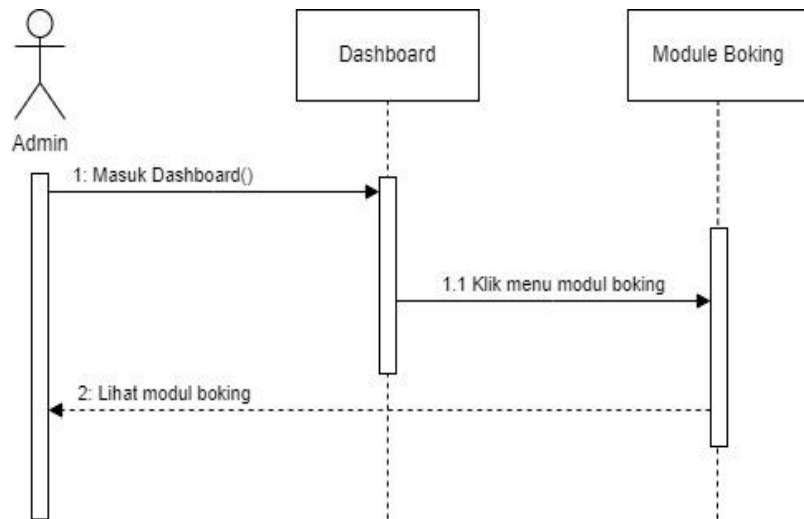 Dashboard
Module Boking
Admin
1: Masuk Dashboard()
1.1 Klik menu modul boking
2: Lihat modul boking